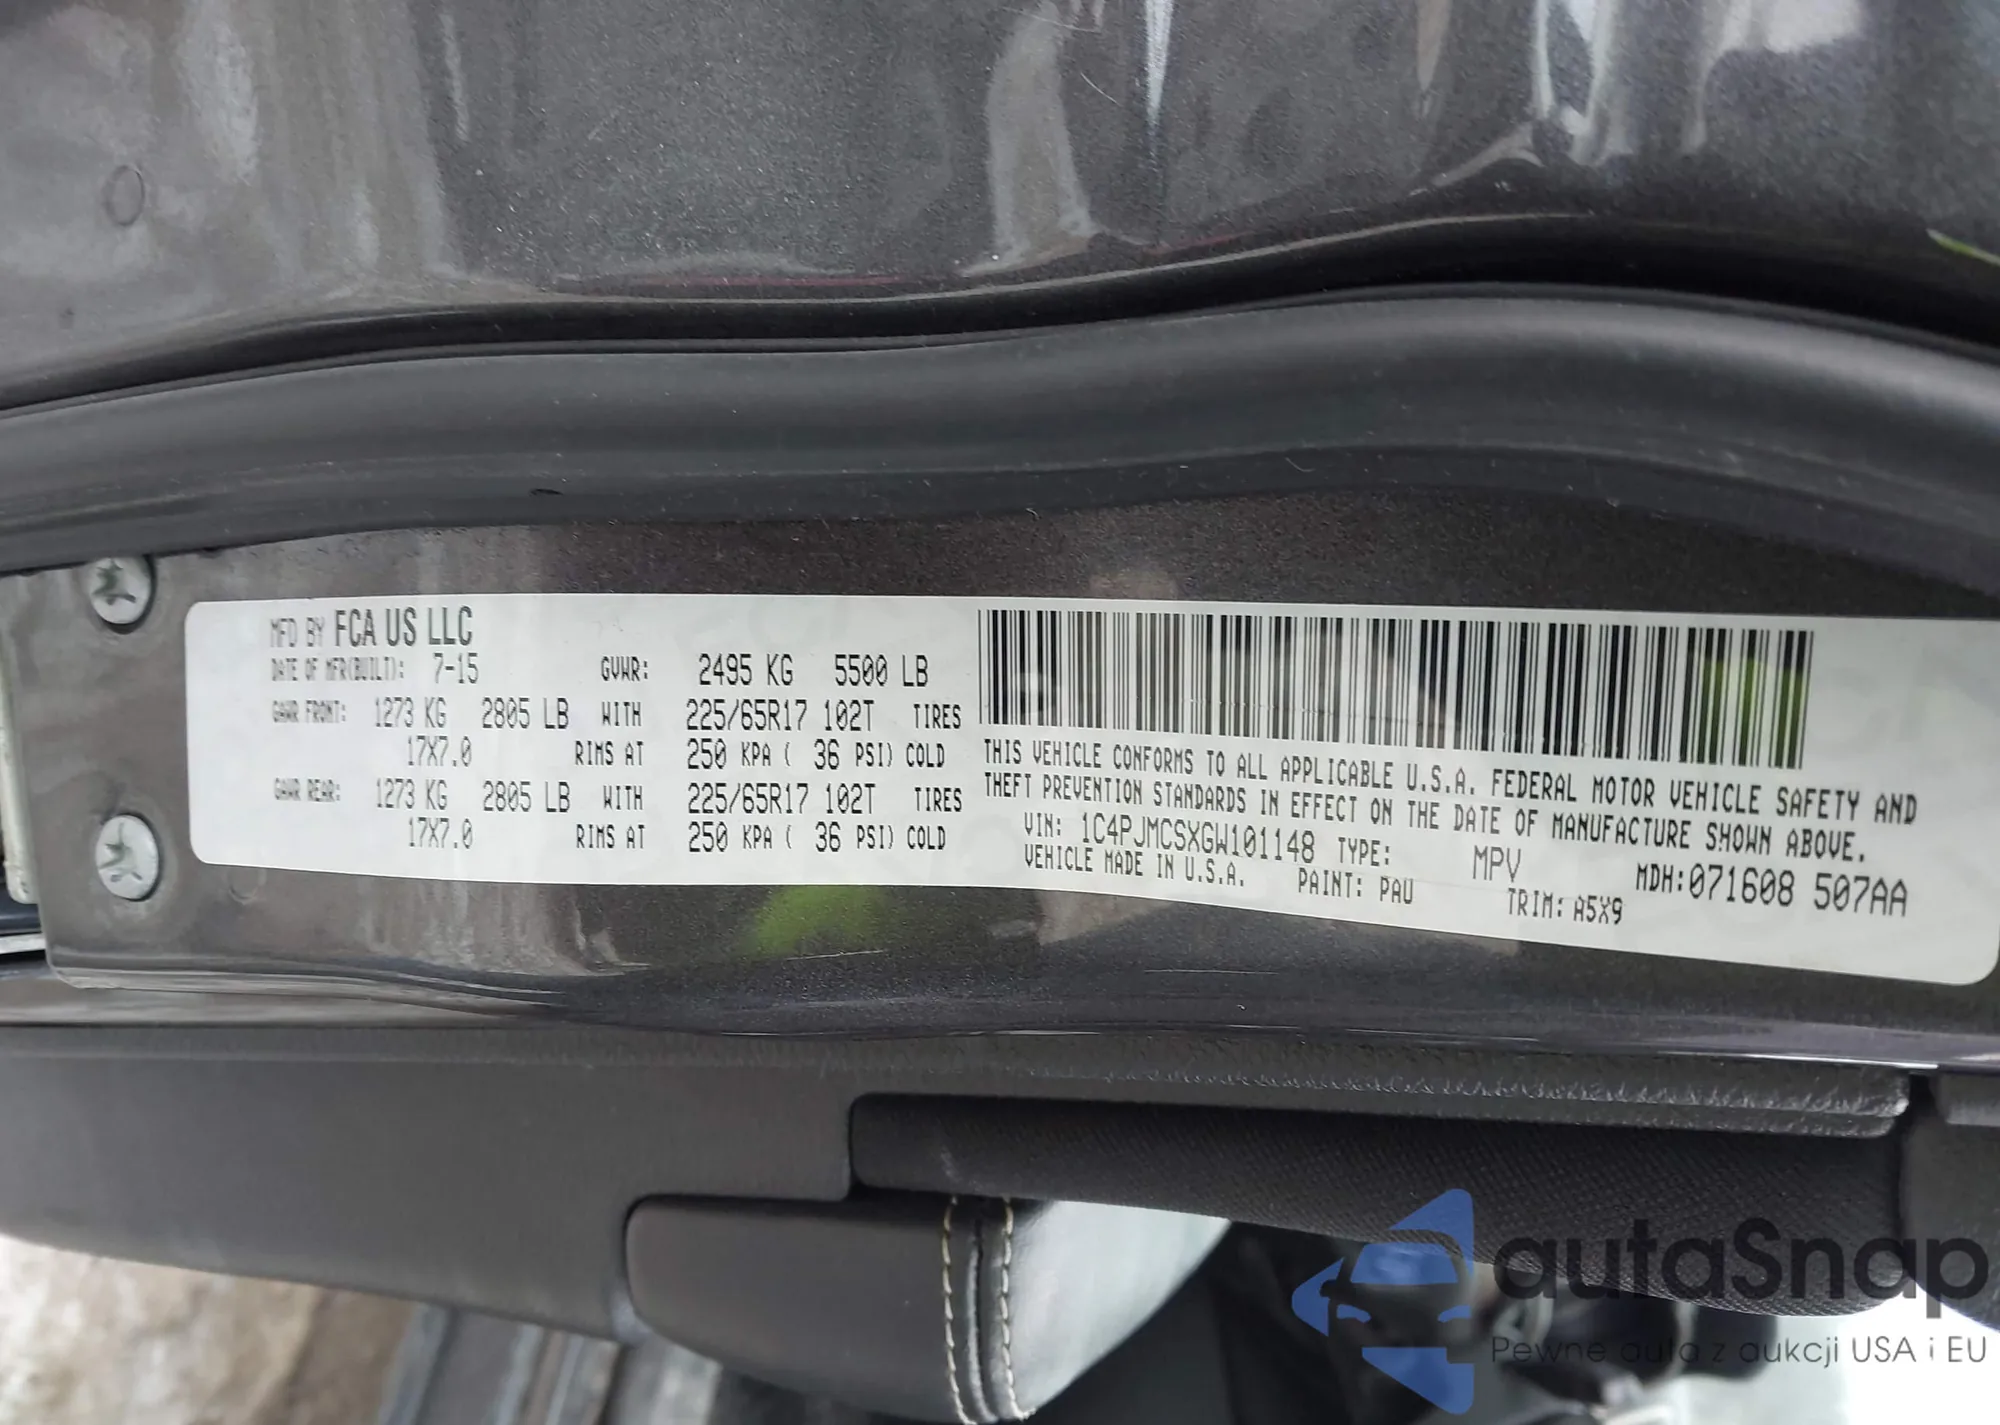 MFD BY FCA US LLC
DATE OF MFR(BUILT): 7-15 GVWR: 2495 KG 5500 LB
GAWR FRONT: 1273 KG 2805 LB WITH 225/65R17 102T TIRES
17X7.0 RIMS AT 250 KPA ( 36 PSI) COLD
GAWR REAR: 1273 KG 2805 LB WITH 225/65R17 102T TIRES
17X7.0 RIMS AT 250 KPA ( 36 PSI) COLD
THIS VEHICLE CONFORMS TO ALL APPLICABLE U.S.A. FEDERAL MOTOR VEHICLE SAFETY AND
THEFT PREVENTION STANDARDS IN EFFECT ON THE DATE OF MANUFACTURE SHOWN ABOVE.
VIN: 1C4PJMCSXGW101148 TYPE: MPV MDH:071608 507AA
VEHICLE MADE IN U.S.A. PAINT: PAU TRIM: A5X9
autaSnap
Pewne auta z aukcji USA i EU